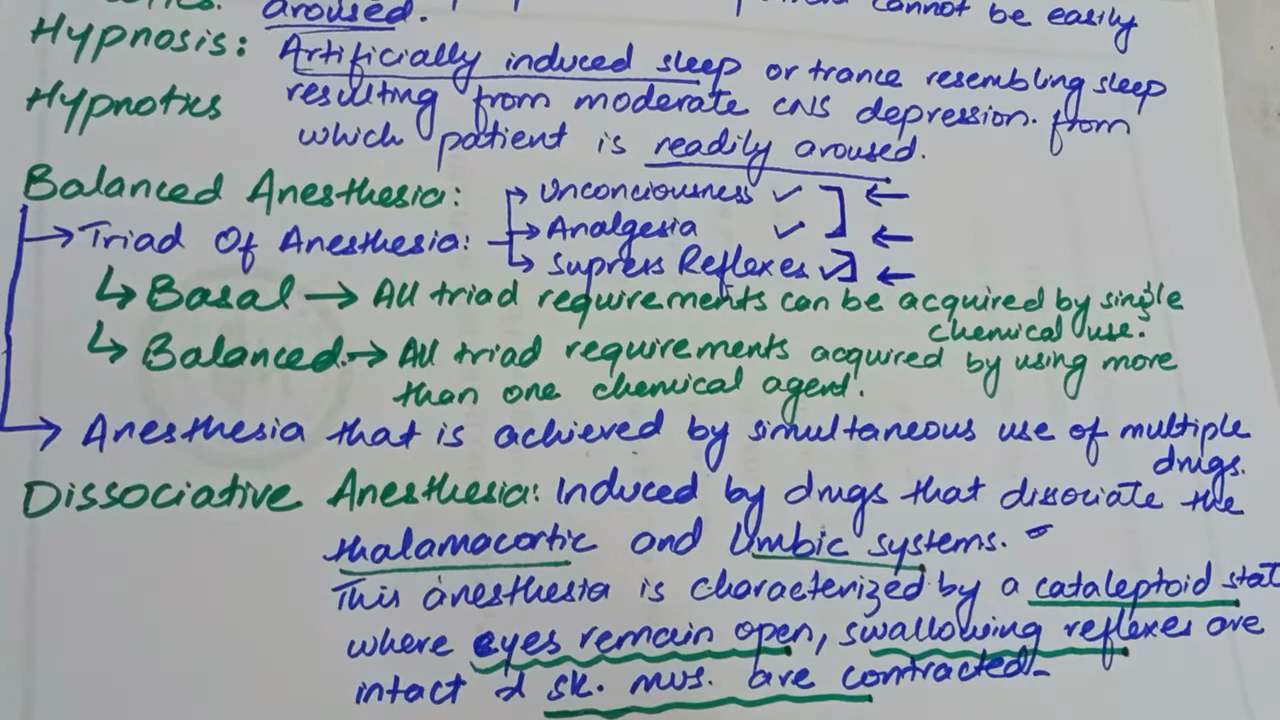 aroused. cannot be easily
Hypnosis: Artificially induced sleep or trance resembling sleep
Hypnotics resulting from moderate CNS depression. from
which patient is readily aroused.
Balanced Anesthesia: → Unconciousness ✓ ] ←
→ Triad Of Anesthesia: → Analgesia ✓ ←
→ Supress Reflexes ✓] ←
↳ Basal → All triad requirements can be acquired by single
chemical use.
↳ Balanced → All triad requirements acquired by using more
than one chemical agent.
→ Anesthesia that is achieved by simultaneous use of multiple
drugs.
Dissociative Anesthesia: Induced by drugs that dissociate the
thalamacortic and limbic systems.
This anesthesia is characterized by a cataleptoid stat
where eyes remain open, swallowing reflexes are
intact & sk. mus. are contracted.